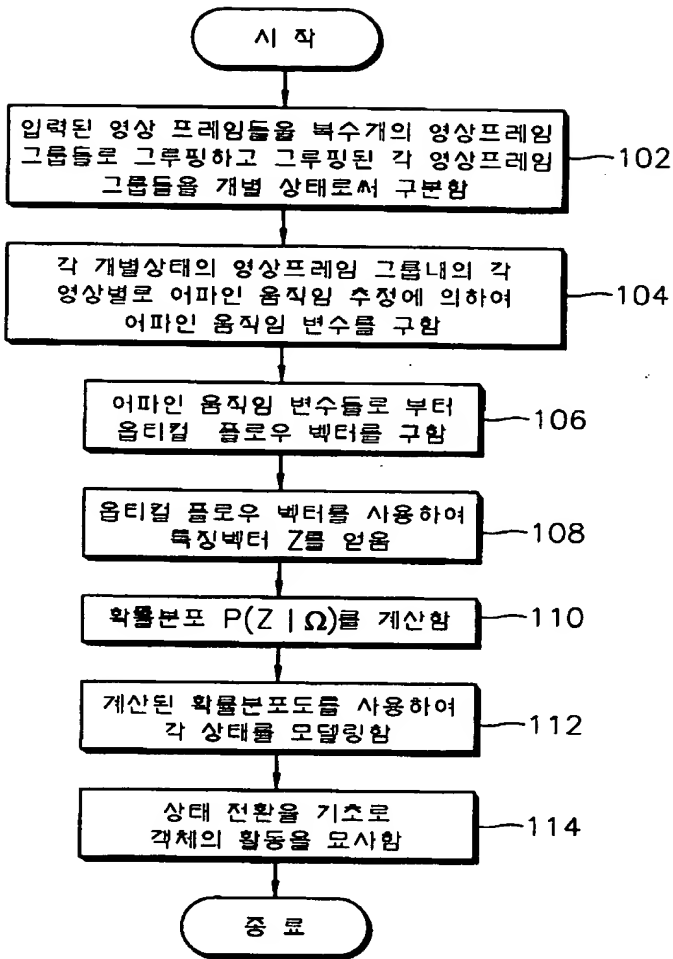 시 작
입력된 영상 프레임들을 복수개의 영상프레임
그룹들로 그루핑하고 그루핑된 각 영상프레임
그룹들을 개별 상태로써 구분함
102
각 개별상태의 영상프레임 그룹내의 각
영상별로 어파인 움직임 추정에 의하여
어파인 움직임 변수를 구함
104
어파인 움직임 변수들로 부터
옵티컬 플로우 벡터를 구함
106
옵티컬 플로우 벡터를 사용하여
특징벡터 Z를 얻음
108
확률분포 P(Z | Ω)를 계산함
110
계산된 확률분포도를 사용하여
각 상태를 모델링함
112
상태 전환을 기초로
객체의 활동을 묘사함
114
종 료